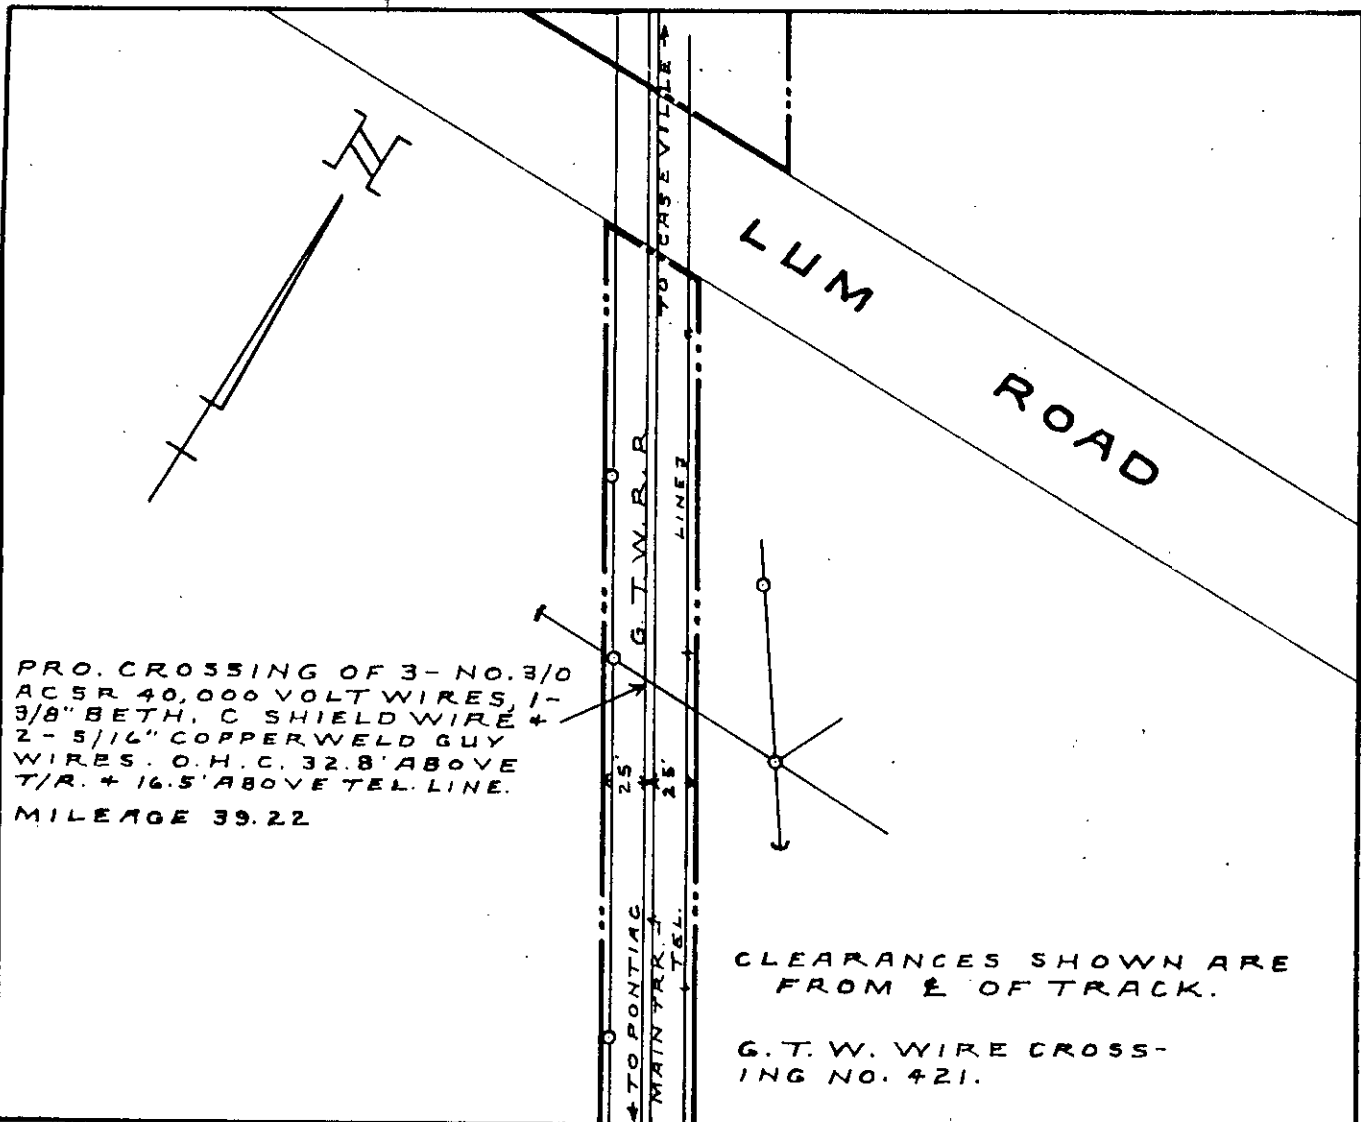 N
TO CASEVILLE
LUM
ROAD
G. T. W. R. R
LINE
PRO. CROSSING OF 3- NO. 3/0
ACSR 40,000 VOLT WIRES, 1-
3/8" BETH. C SHIELD WIRE +
2 - 5/16" COPPERWELD GUY
WIRES. O.H.C. 32.8' ABOVE
T/R. + 16.5' ABOVE TEL. LINE.
MILEAGE 39.22
25'
25'
TO PONTIAC
MAIN TRK.
TEL.
CLEARANCES SHOWN ARE
FROM ℄ OF TRACK.
G. T. W. WIRE CROSS-
ING NO. 421.